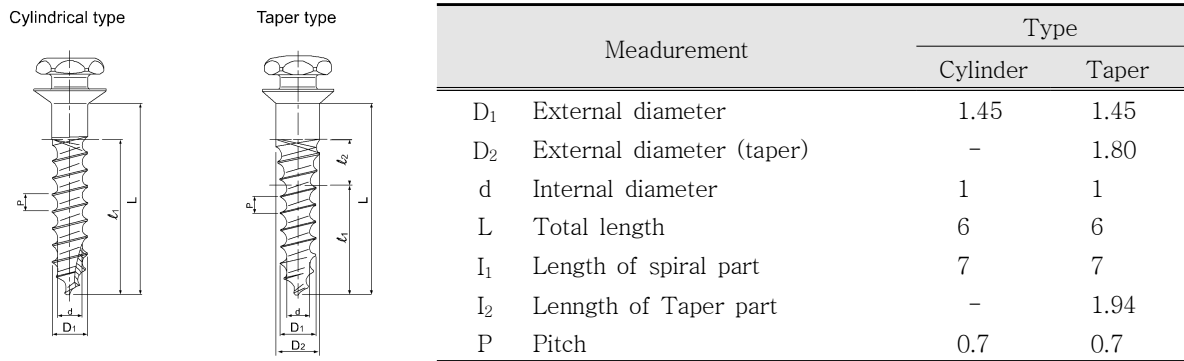 Cylindrical type
Taper type
P
ℓ₁
L
d
D₁
P
ℓ₂
ℓ₁
L
d
D₁
D₂
Meadurement Type
Cylinder Taper
D₁ External diameter 1.45 1.45
D₂ External diameter (taper) - 1.80
d Internal diameter 1 1
L Total length 6 6
I₁ Length of spiral part 7 7
I₂ Lenngth of Taper part - 1.94
P Pitch 0.7 0.7